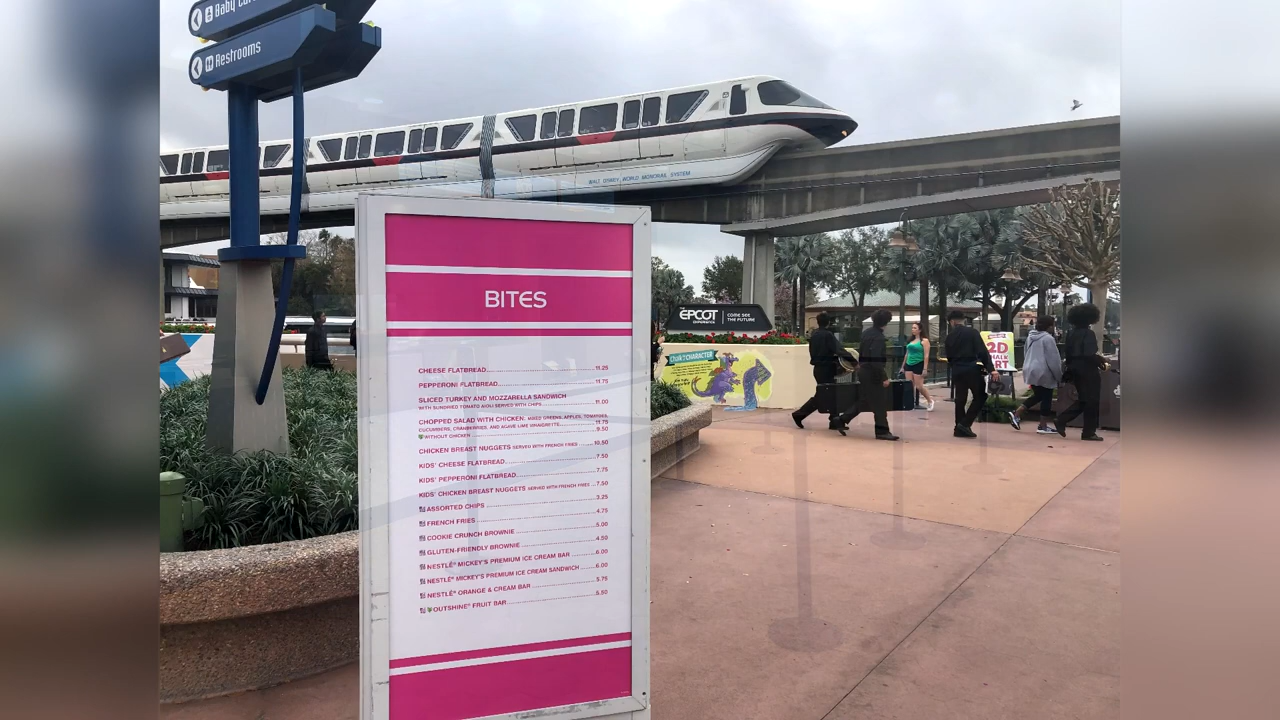 Baby Care
Restrooms
WALT DISNEY WORLD MONORAIL SYSTEM
BITES
CHEESE FLATBREAD 11.25
PEPPERONI FLATBREAD 11.75
SLICED TURKEY AND MOZZARELLA SANDWICH
WITH SUNDRIED TOMATO AIOLI SERVED WITH CHIPS 11.00
CHOPPED SALAD WITH CHICKEN, MIXED GREENS, APPLES, TOMATOES,
CUCUMBERS, CRANBERRIES, AND AGAVE LIME VINAIGRETTE 11.75
WITHOUT CHICKEN 9.50
CHICKEN BREAST NUGGETS SERVED WITH FRENCH FRIES 10.50
KIDS' CHEESE FLATBREAD 7.50
KIDS' PEPPERONI FLATBREAD 7.75
KIDS' CHICKEN BREAST NUGGETS SERVED WITH FRENCH FRIES 7.50
ASSORTED CHIPS 3.25
FRENCH FRIES 4.75
COOKIE CRUNCH BROWNIE 5.00
GLUTEN-FRIENDLY BROWNIE 4.50
NESTLÉ® MICKEY'S PREMIUM ICE CREAM BAR 6.00
NESTLÉ® MICKEY'S PREMIUM ICE CREAM SANDWICH 6.00
NESTLÉ® ORANGE & CREAM BAR 5.75
OUTSHINE® FRUIT BAR 5.50
EPCOT
EXPERIENCE
COME SEE
THE FUTURE
Chalk CHARACTER
2D
CHALK
ART